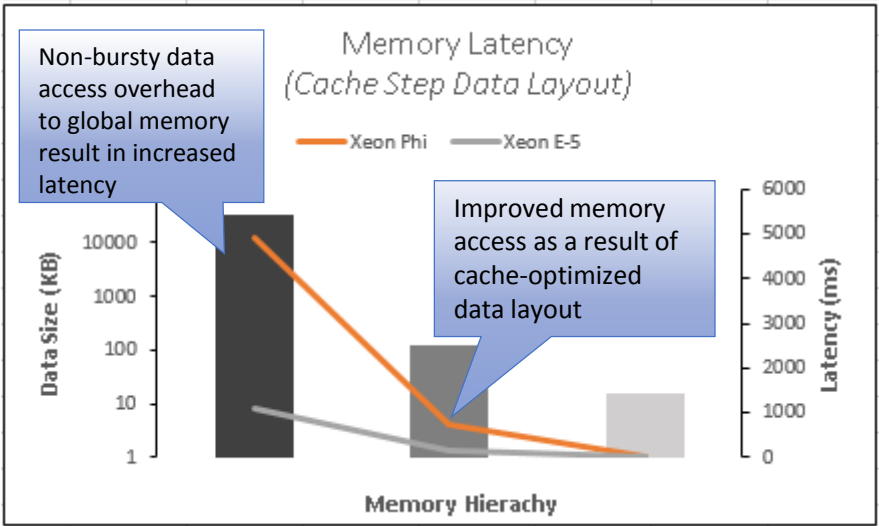 Non-bursty data
access overhead
to global memory
result in increased
latency
Memory Latency
(Cache Step Data Layout)
Xeon Phi
Xeon E-5
Improved memory
access as a result of
cache-optimized
data layout
Data Size (KB)
10000
1000
100
10
1
6000
5000
4000
3000
2000
1000
0
Latency (ms)
Memory Hierachy